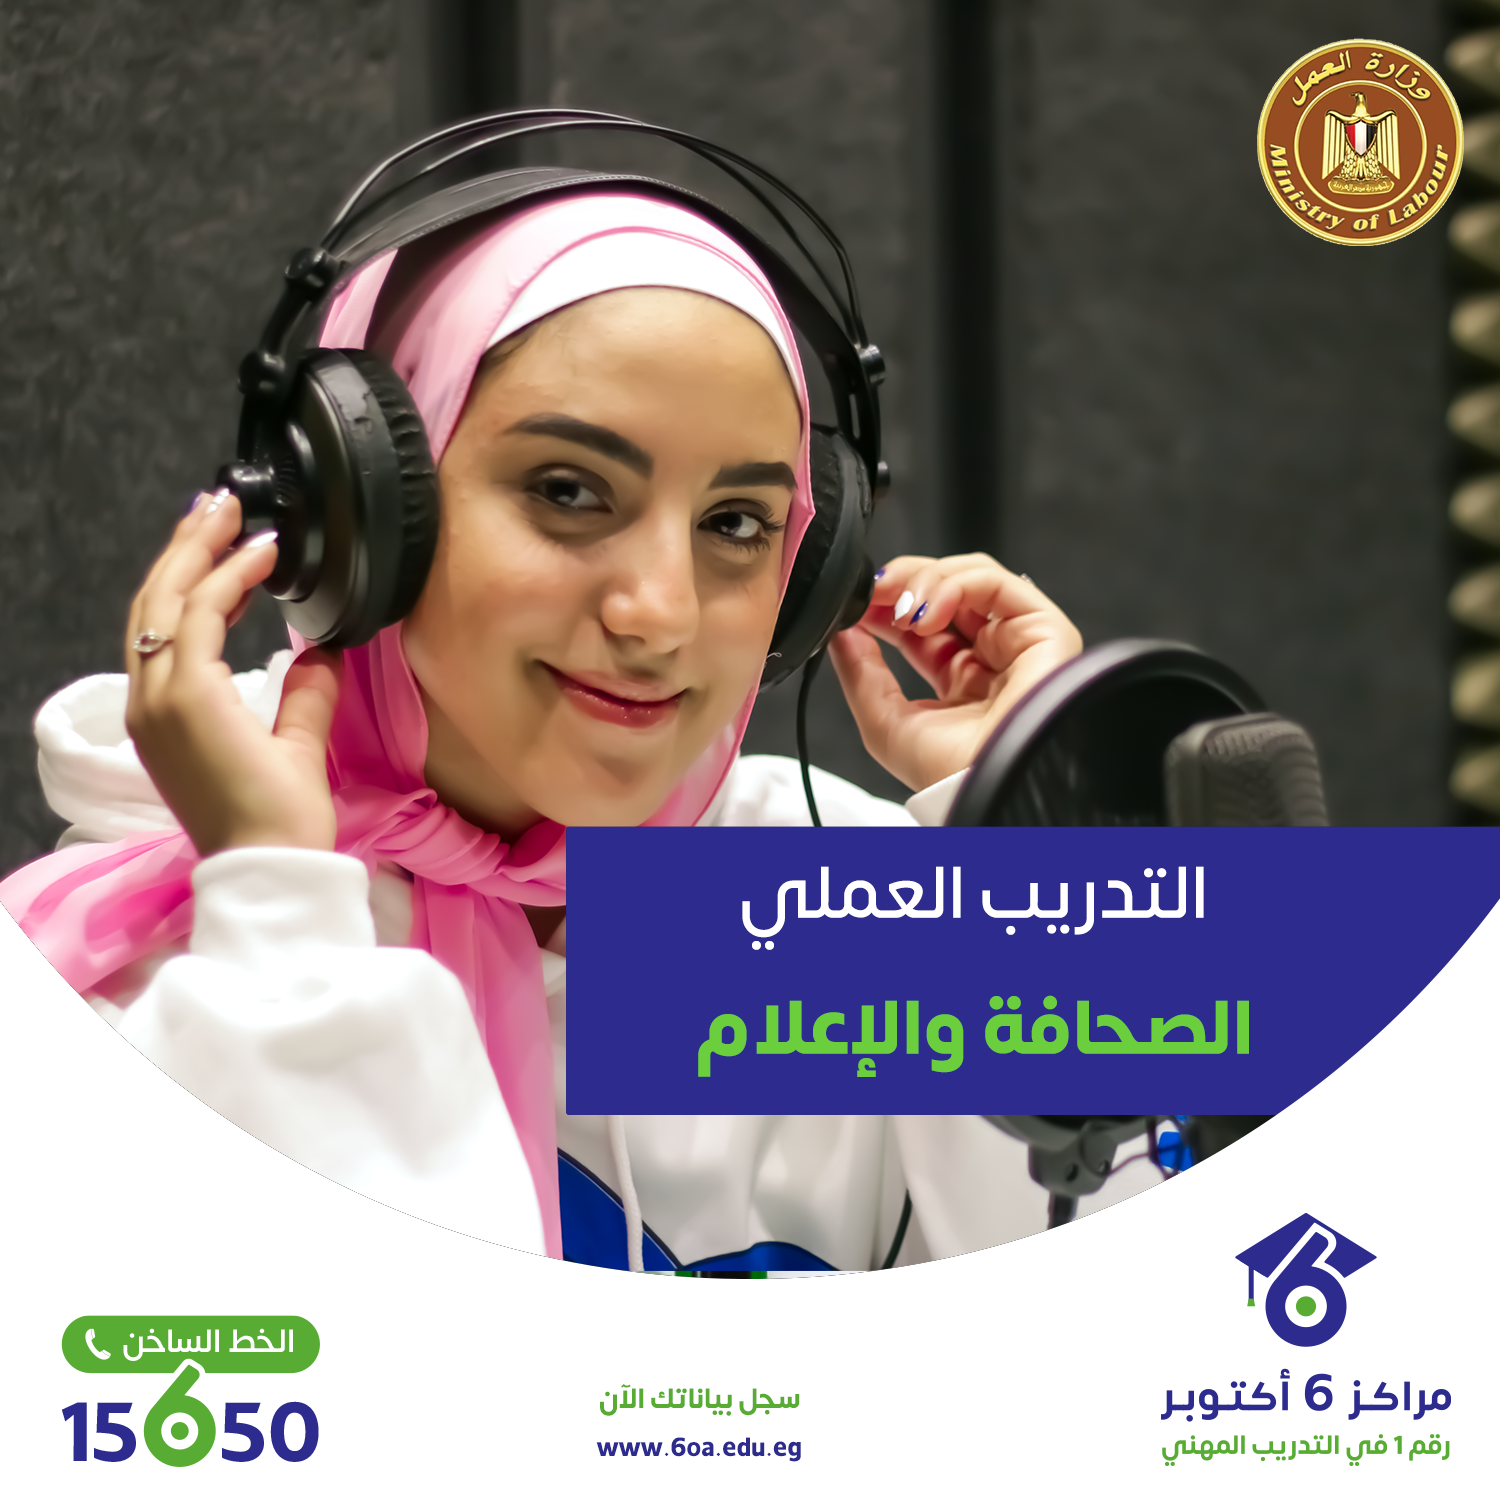 وزارة العمل
Ministry of Labour
التدريب العملي
الصحافة والإعلام
الخط الساخن
15650
سجل بياناتك الآن
www.6oa.edu.eg
6
مراكز 6 أكتوبر
رقم 1 في التدريب المهني